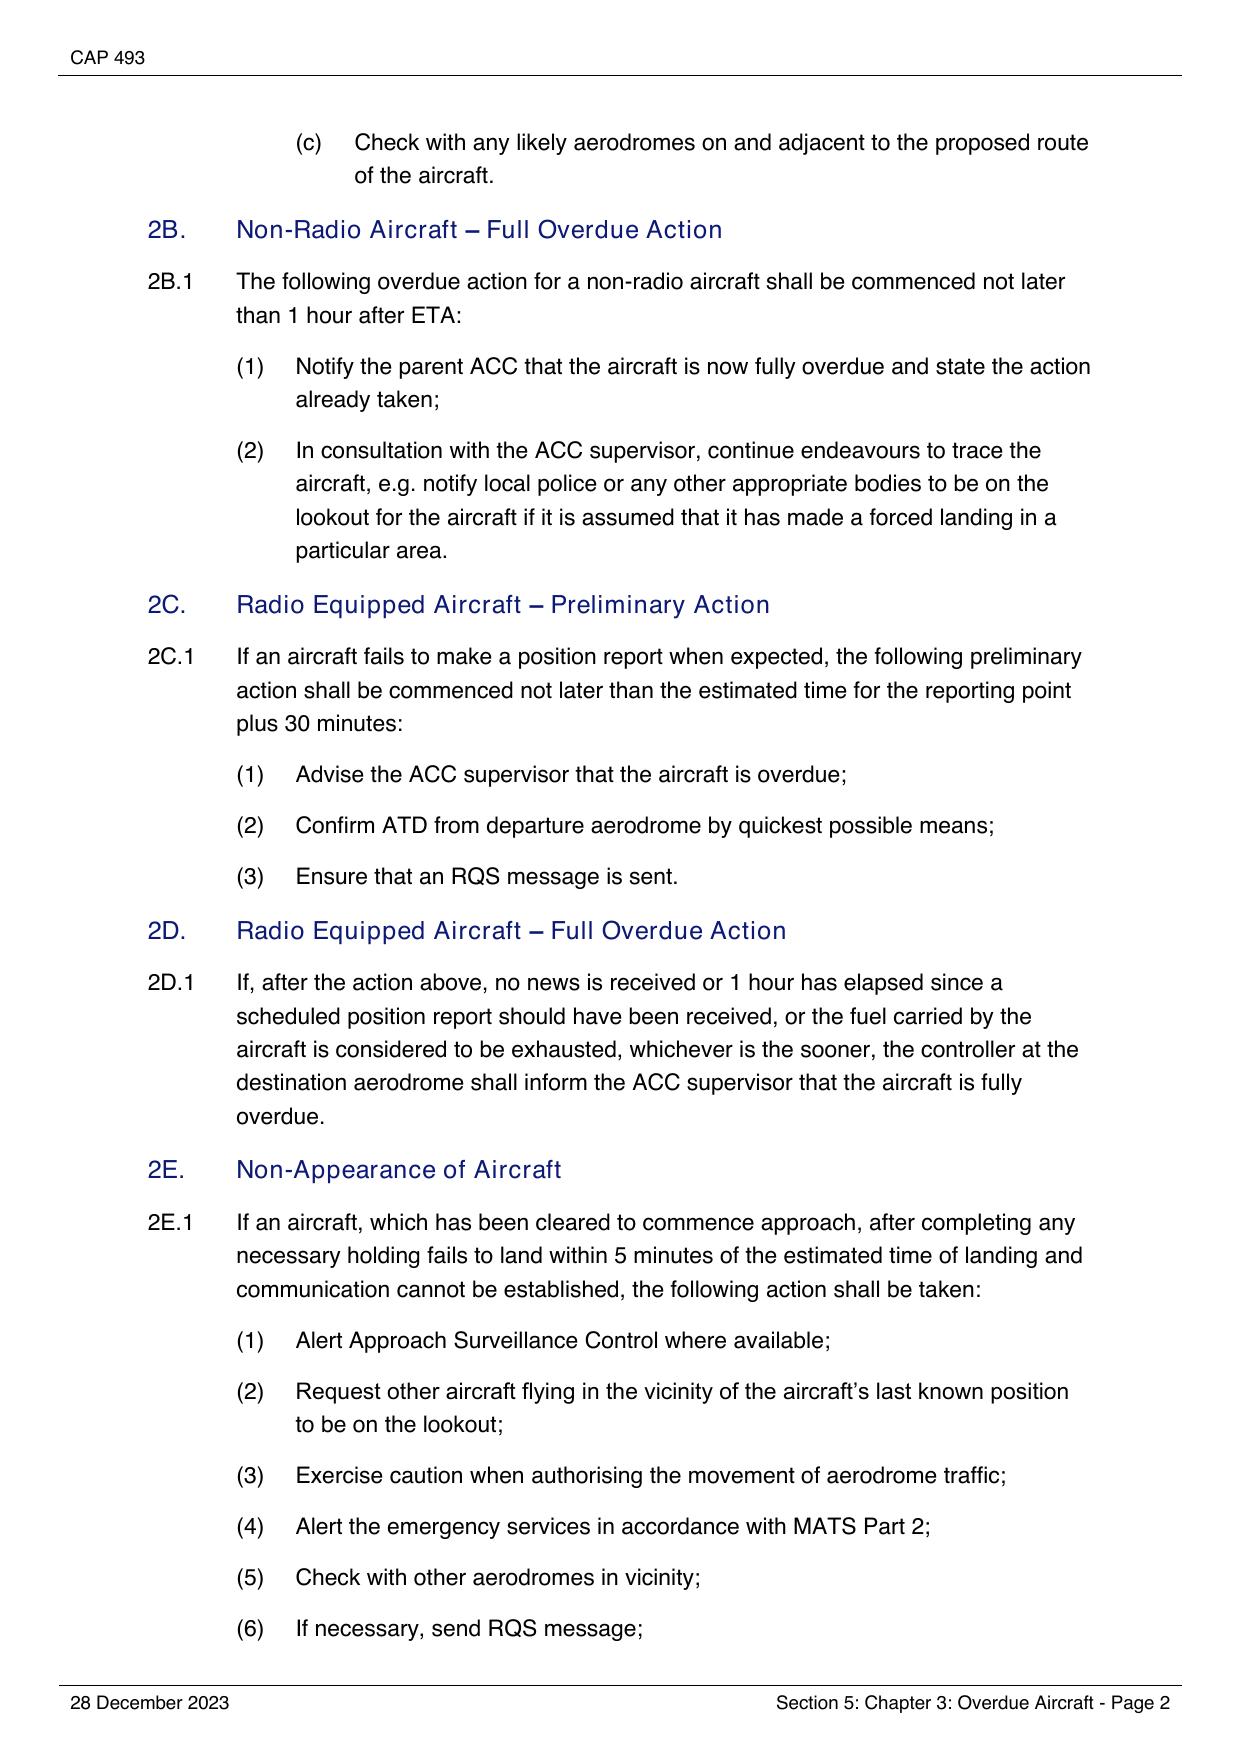 CAP 493
(c) Check with any likely aerodromes on and adjacent to the proposed route
of the aircraft.
2B. Non-Radio Aircraft – Full Overdue Action
2B.1 The following overdue action for a non-radio aircraft shall be commenced not later
than 1 hour after ETA:
(1) Notify the parent ACC that the aircraft is now fully overdue and state the action
already taken;
(2) In consultation with the ACC supervisor, continue endeavours to trace the
aircraft, e.g. notify local police or any other appropriate bodies to be on the
lookout for the aircraft if it is assumed that it has made a forced landing in a
particular area.
2C. Radio Equipped Aircraft – Preliminary Action
2C.1 If an aircraft fails to make a position report when expected, the following preliminary
action shall be commenced not later than the estimated time for the reporting point
plus 30 minutes:
(1) Advise the ACC supervisor that the aircraft is overdue;
(2) Confirm ATD from departure aerodrome by quickest possible means;
(3) Ensure that an RQS message is sent.
2D. Radio Equipped Aircraft – Full Overdue Action
2D.1 If, after the action above, no news is received or 1 hour has elapsed since a
scheduled position report should have been received, or the fuel carried by the
aircraft is considered to be exhausted, whichever is the sooner, the controller at the
destination aerodrome shall inform the ACC supervisor that the aircraft is fully
overdue.
2E. Non-Appearance of Aircraft
2E.1 If an aircraft, which has been cleared to commence approach, after completing any
necessary holding fails to land within 5 minutes of the estimated time of landing and
communication cannot be established, the following action shall be taken:
(1) Alert Approach Surveillance Control where available;
(2) Request other aircraft flying in the vicinity of the aircraft’s last known position
to be on the lookout;
(3) Exercise caution when authorising the movement of aerodrome traffic;
(4) Alert the emergency services in accordance with MATS Part 2;
(5) Check with other aerodromes in vicinity;
(6) If necessary, send RQS message;
28 December 2023 Section 5: Chapter 3: Overdue Aircraft - Page 2